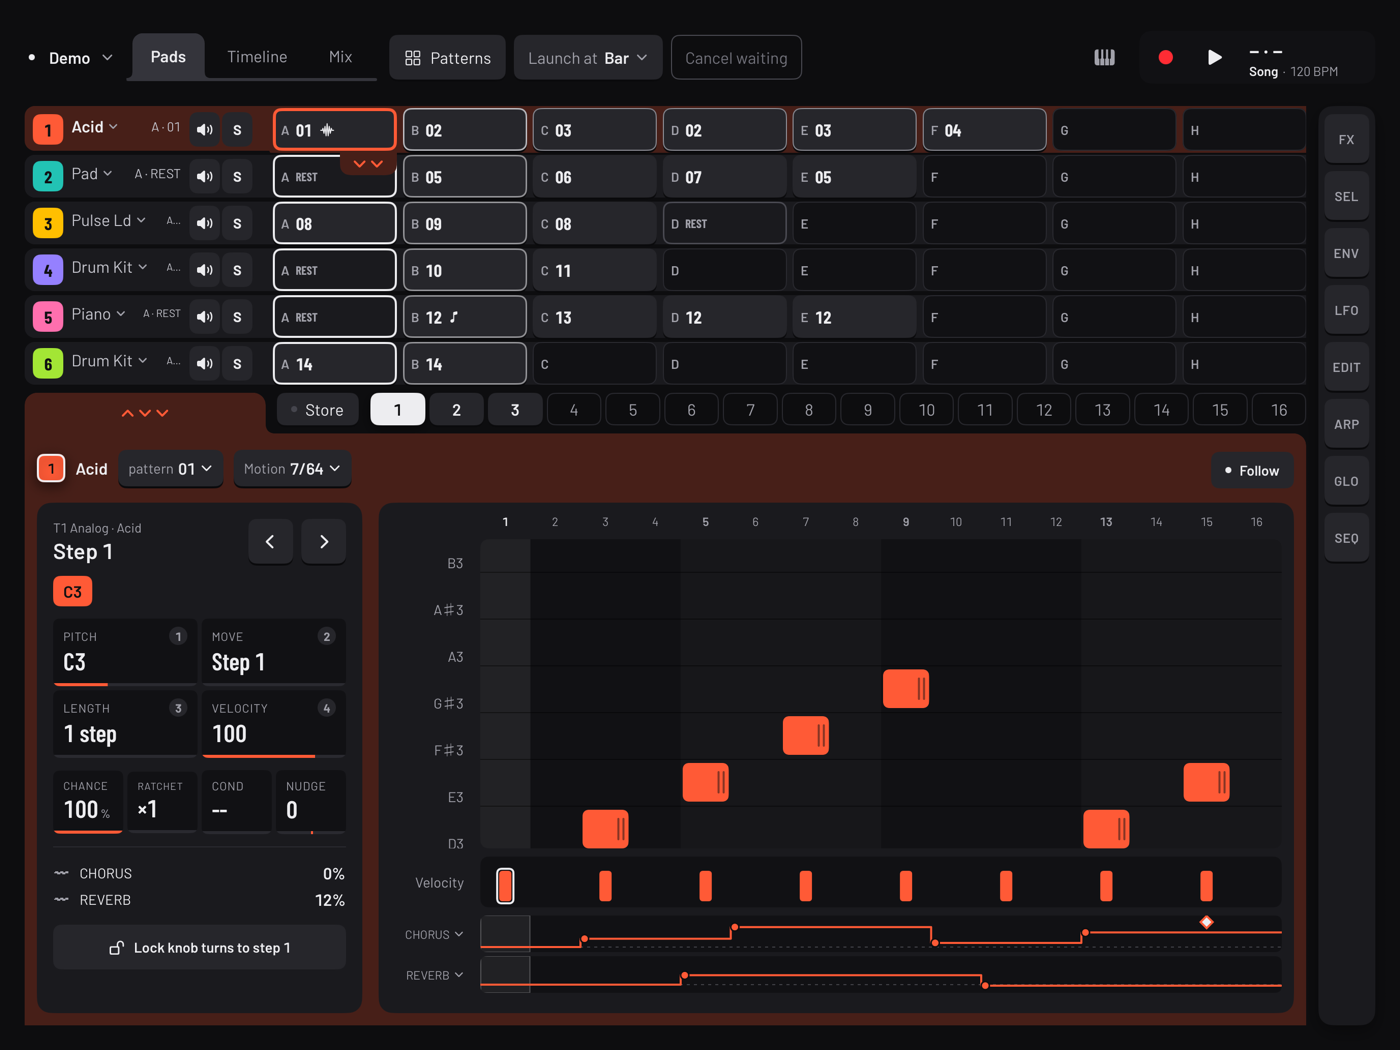 Demo Pads Timeline Mix Patterns Launch at Bar Cancel waiting
Song · 120 BPM
1 Acid A · 01 S A 01 B 02 C 03 D 02 E 03 F 04 G H FX
2 Pad A · REST S A REST B 05 C 06 D 07 E 05 F G H SEL
3 Pulse Ld A... S A 08 B 09 C 08 D REST E F G H ENV
4 Drum Kit A... S A REST B 10 C 11 D E F G H LFO
5 Piano A · REST S A REST B 12 C 13 D 12 E 12 F G H EDIT
6 Drum Kit A... S A 14 B 14 C D E F G H ARP
Store 1 2 3 4 5 6 7 8 9 10 11 12 13 14 15 16
GLO
SEQ
1 Acid pattern 01 Motion 7/64 Follow
T1 Analog · Acid
Step 1
C3
PITCH 1
C3
MOVE 2
Step 1
LENGTH 3
1 step
VELOCITY 4
100
CHANCE
100 %
RATCHET
×1
COND
--
NUDGE
0
CHORUS 0%
REVERB 12%
Lock knob turns to step 1
1 2 3 4 5 6 7 8 9 10 11 12 13 14 15 16
B3
A♯3
A3
G♯3
F♯3
E3
D3
Velocity
CHORUS
REVERB